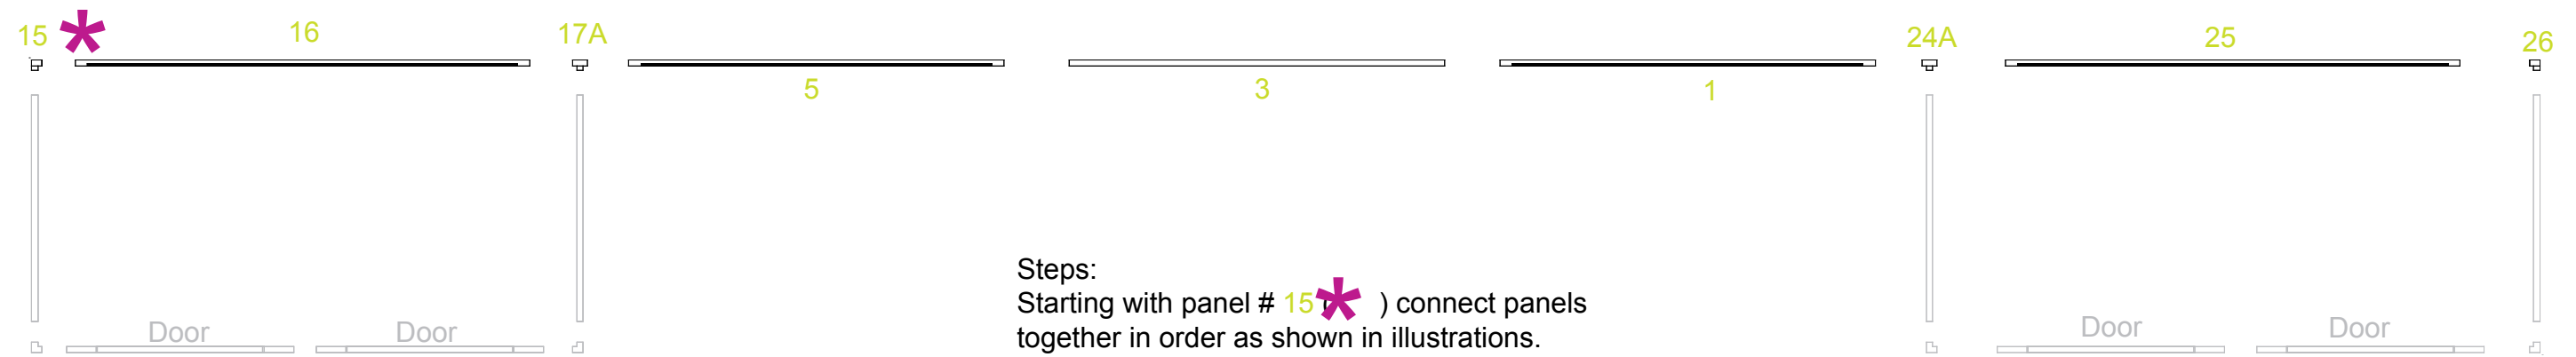 15 * 16 17A 24A 25 26
5 3 1
Steps:
Starting with panel # 15 ( * ) connect panels
together in order as shown in illustrations.
Door Door Door Door